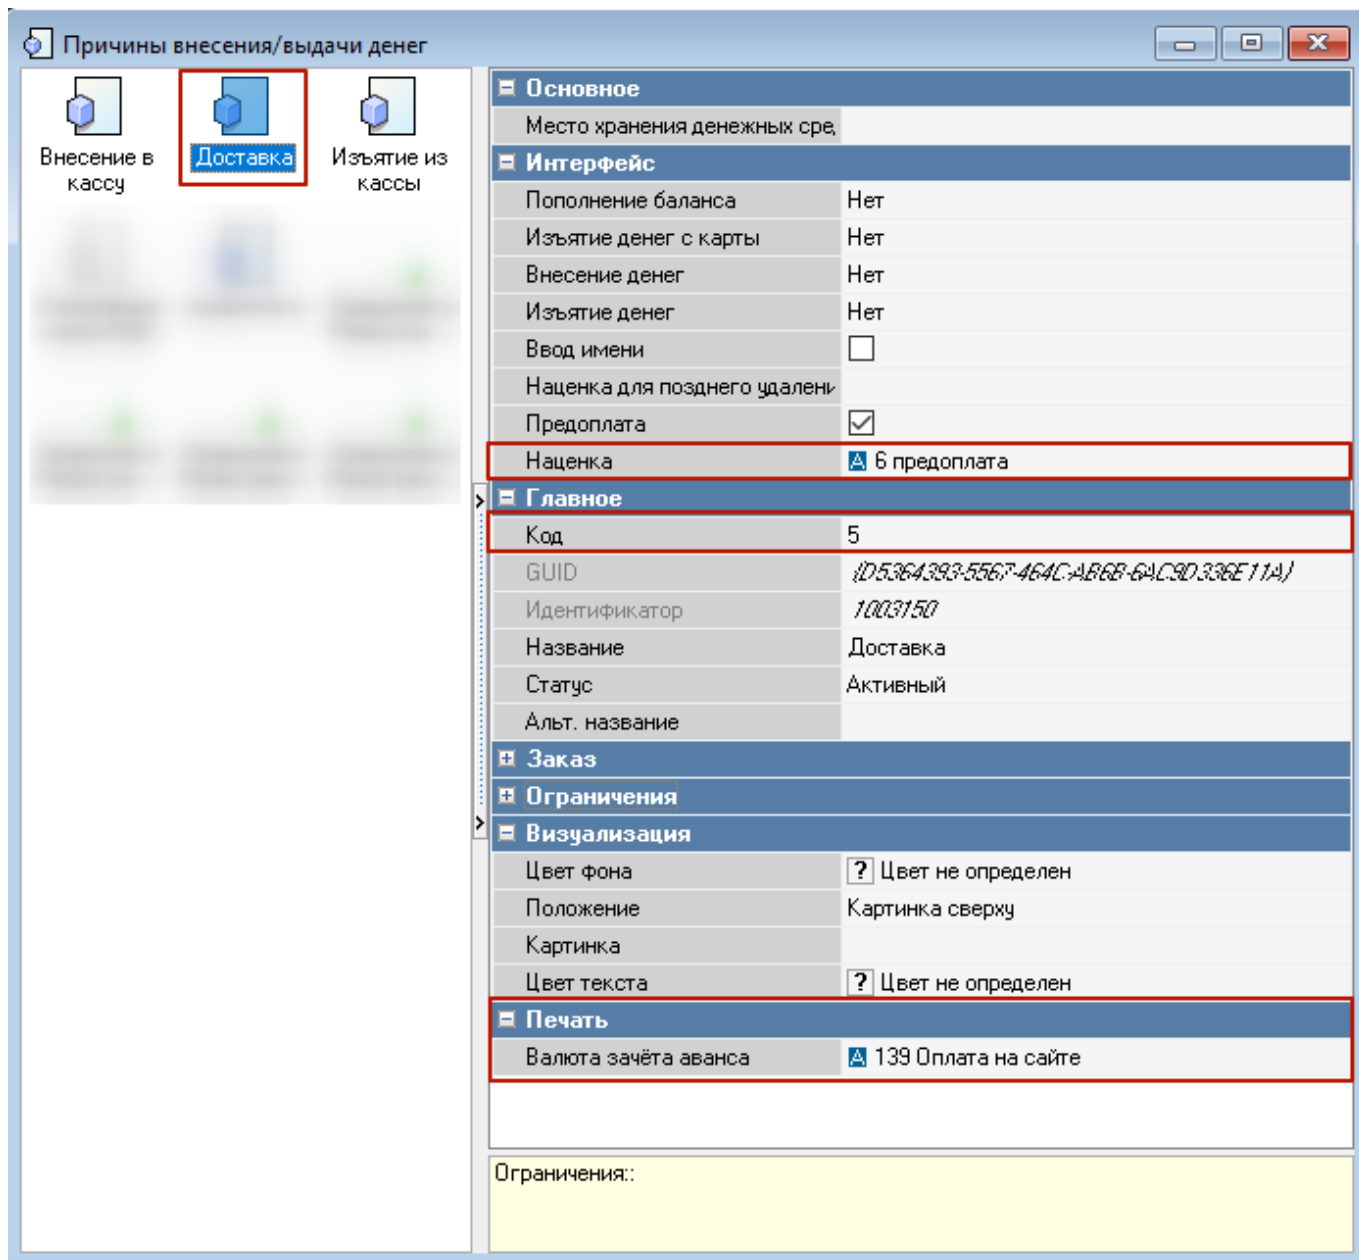 Причины внесения/выдачи денег
Внесение в
кассу
Доставка
Изъятие из
кассы
Основное
Место хранения денежных сре
Интерфейс
Пополнение баланса Нет
Изъятие денег с карты Нет
Внесение денег Нет
Изъятие денег Нет
Ввод имени
Наценка для позднего удалени
Предоплата
Наценка A 6 предоплата
Главное
Код 5
GUID {D5364393-5567-464C-AB6B-6AC9D336E11A}
Идентификатор 1003150
Название Доставка
Статус Активный
Альт. название
Заказ
Ограничения
Визуализация
Цвет фона ? Цвет не определен
Положение Картинка сверху
Картинка
Цвет текста ? Цвет не определен
Печать
Валюта зачёта аванса A 139 Оплата на сайте
Ограничения::